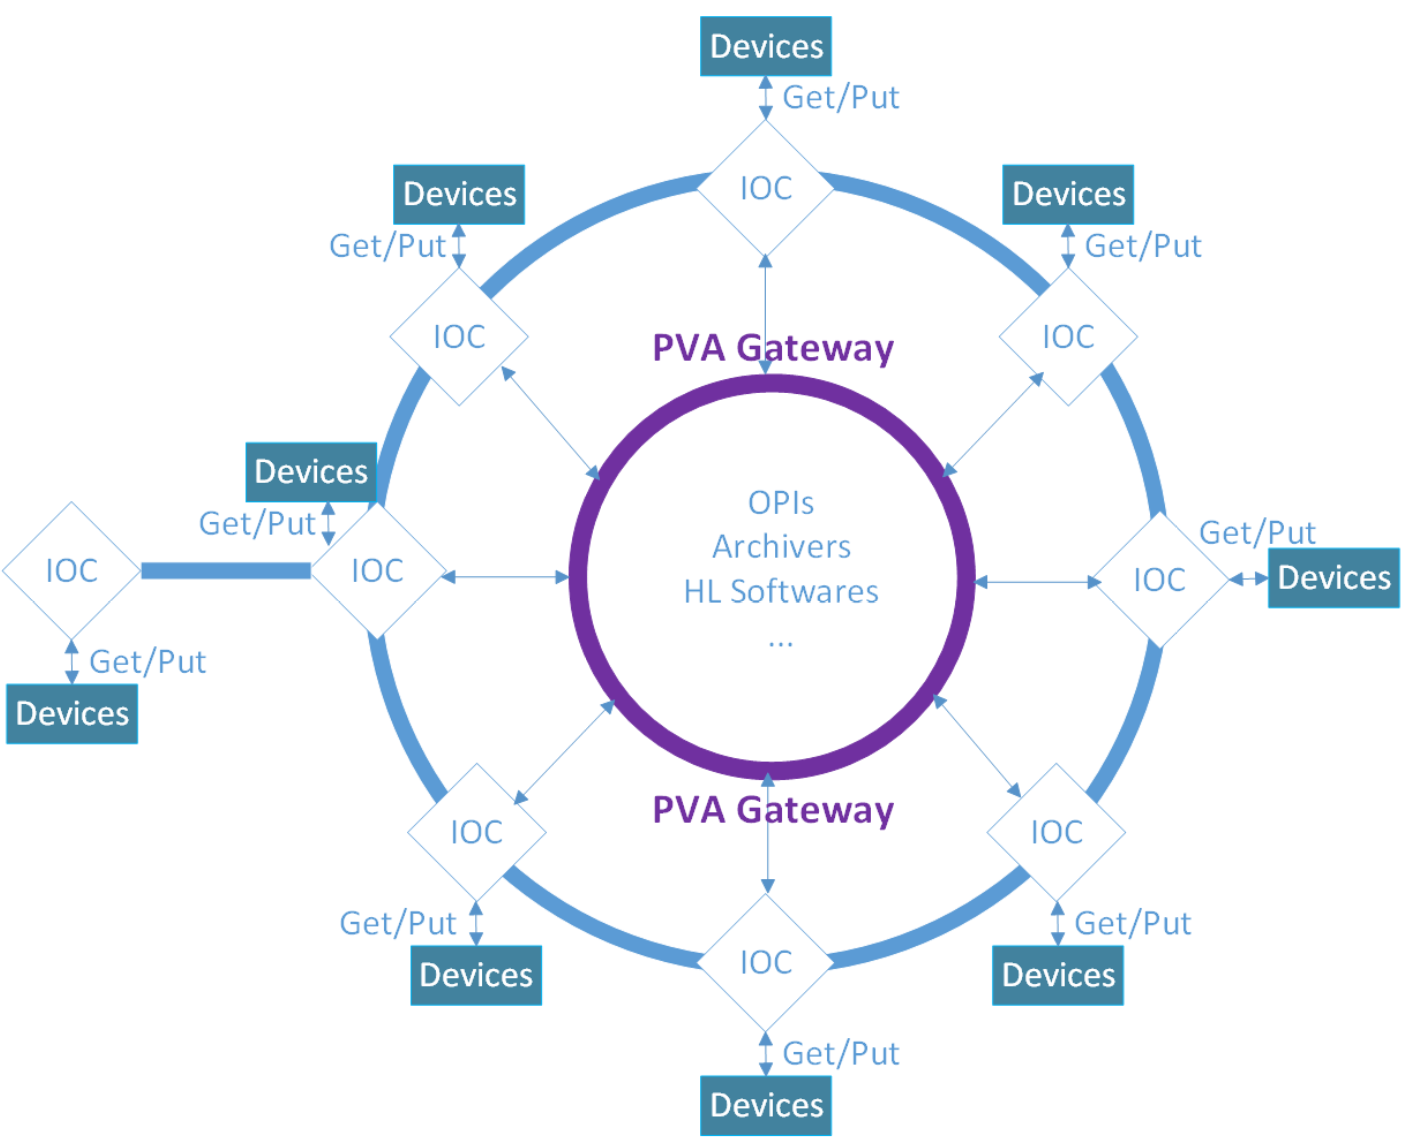 Devices
Get/Put
IOC
Devices
Get/Put
IOC
Devices
Get/Put
IOC
PVA Gateway
Devices
Get/Put
IOC
IOC
Get/Put
Devices
OPIs
Archivers
HL Softwares
...
Get/Put
IOC
Devices
PVA Gateway
IOC
Get/Put
Devices
IOC
Get/Put
Devices
IOC
Get/Put
Devices